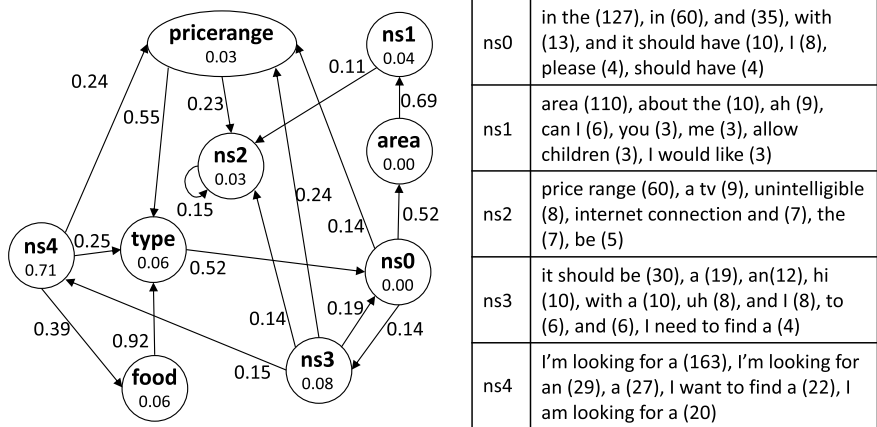 pricerange
0.03
ns1
0.04
0.24
0.55
0.23
0.11
0.69
area
0.00
ns2
0.03
0.15
0.24
0.14
0.52
ns4
0.71
0.25
type
0.06
0.52
ns0
0.00
0.39
0.92
0.14
0.19
0.14
0.15
food
0.06
ns3
0.08
ns0
in the (127), in (60), and (35), with
(13), and it should have (10), I (8),
please (4), should have (4)
ns1
area (110), about the (10), ah (9),
can I (6), you (3), me (3), allow
children (3), I would like (3)
ns2
price range (60), a tv (9), unintelligible
(8), internet connection and (7), the
(7), be (5)
ns3
it should be (30), a (19), an(12), hi
(10), with a (10), uh (8), and I (8), to
(6), and (6), I need to find a (4)
ns4
I’m looking for a (163), I’m looking for
an (29), a (27), I want to find a (22), I
am looking for a (20)